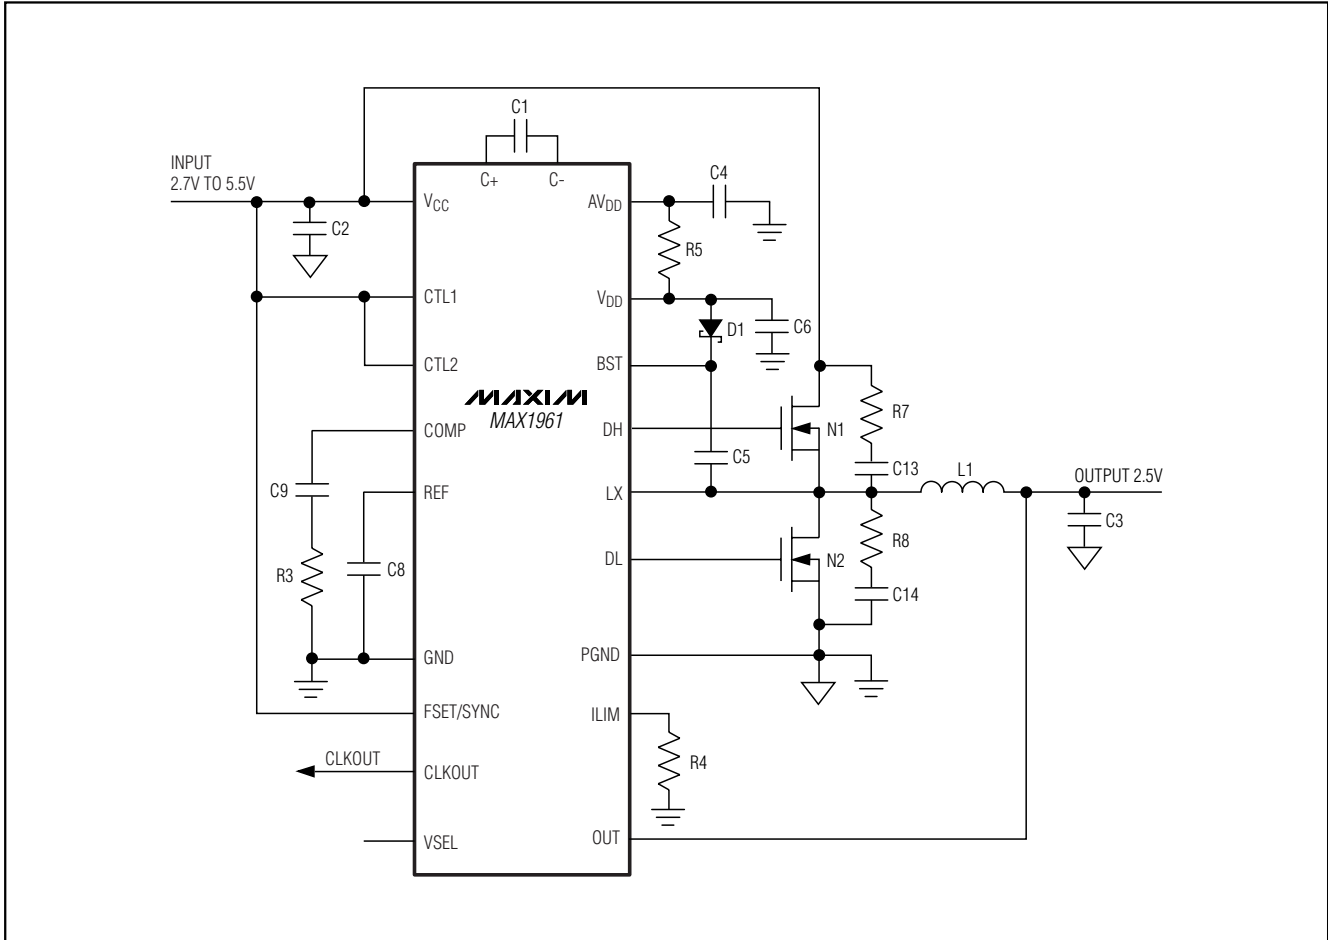 C1
INPUT
2.7V TO 5.5V
C+
C-
VCC
AVDD
C4
C2
R5
CTL1
VDD
D1
C6
CTL2
BST
MAXIM
MAX1961
COMP
DH
N1
R7
C9
REF
C5
LX
C13
L1
OUTPUT 2.5V
C3
R3
C8
DL
N2
R8
C14
GND
PGND
FSET/SYNC
ILIM
CLKOUT
CLKOUT
R4
VSEL
OUT